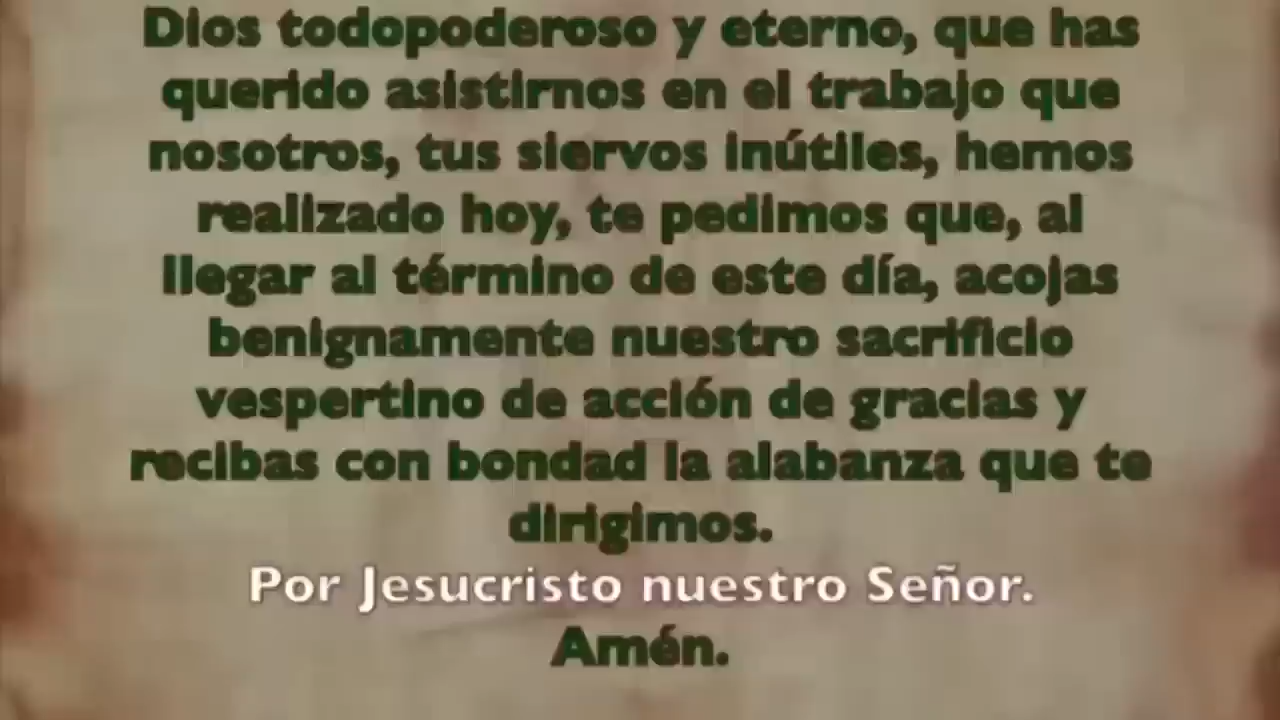 Dios todopoderoso y eterno, que has
querido asistirnos en el trabajo que
nosotros, tus siervos inútiles, hemos
realizado hoy, te pedimos que, al
llegar al término de este día, acojas
benignamente nuestro sacrificio
vespertino de acción de gracias y
recibas con bondad la alabanza que te
dirigimos.
Por Jesucristo nuestro Señor.
Amén.